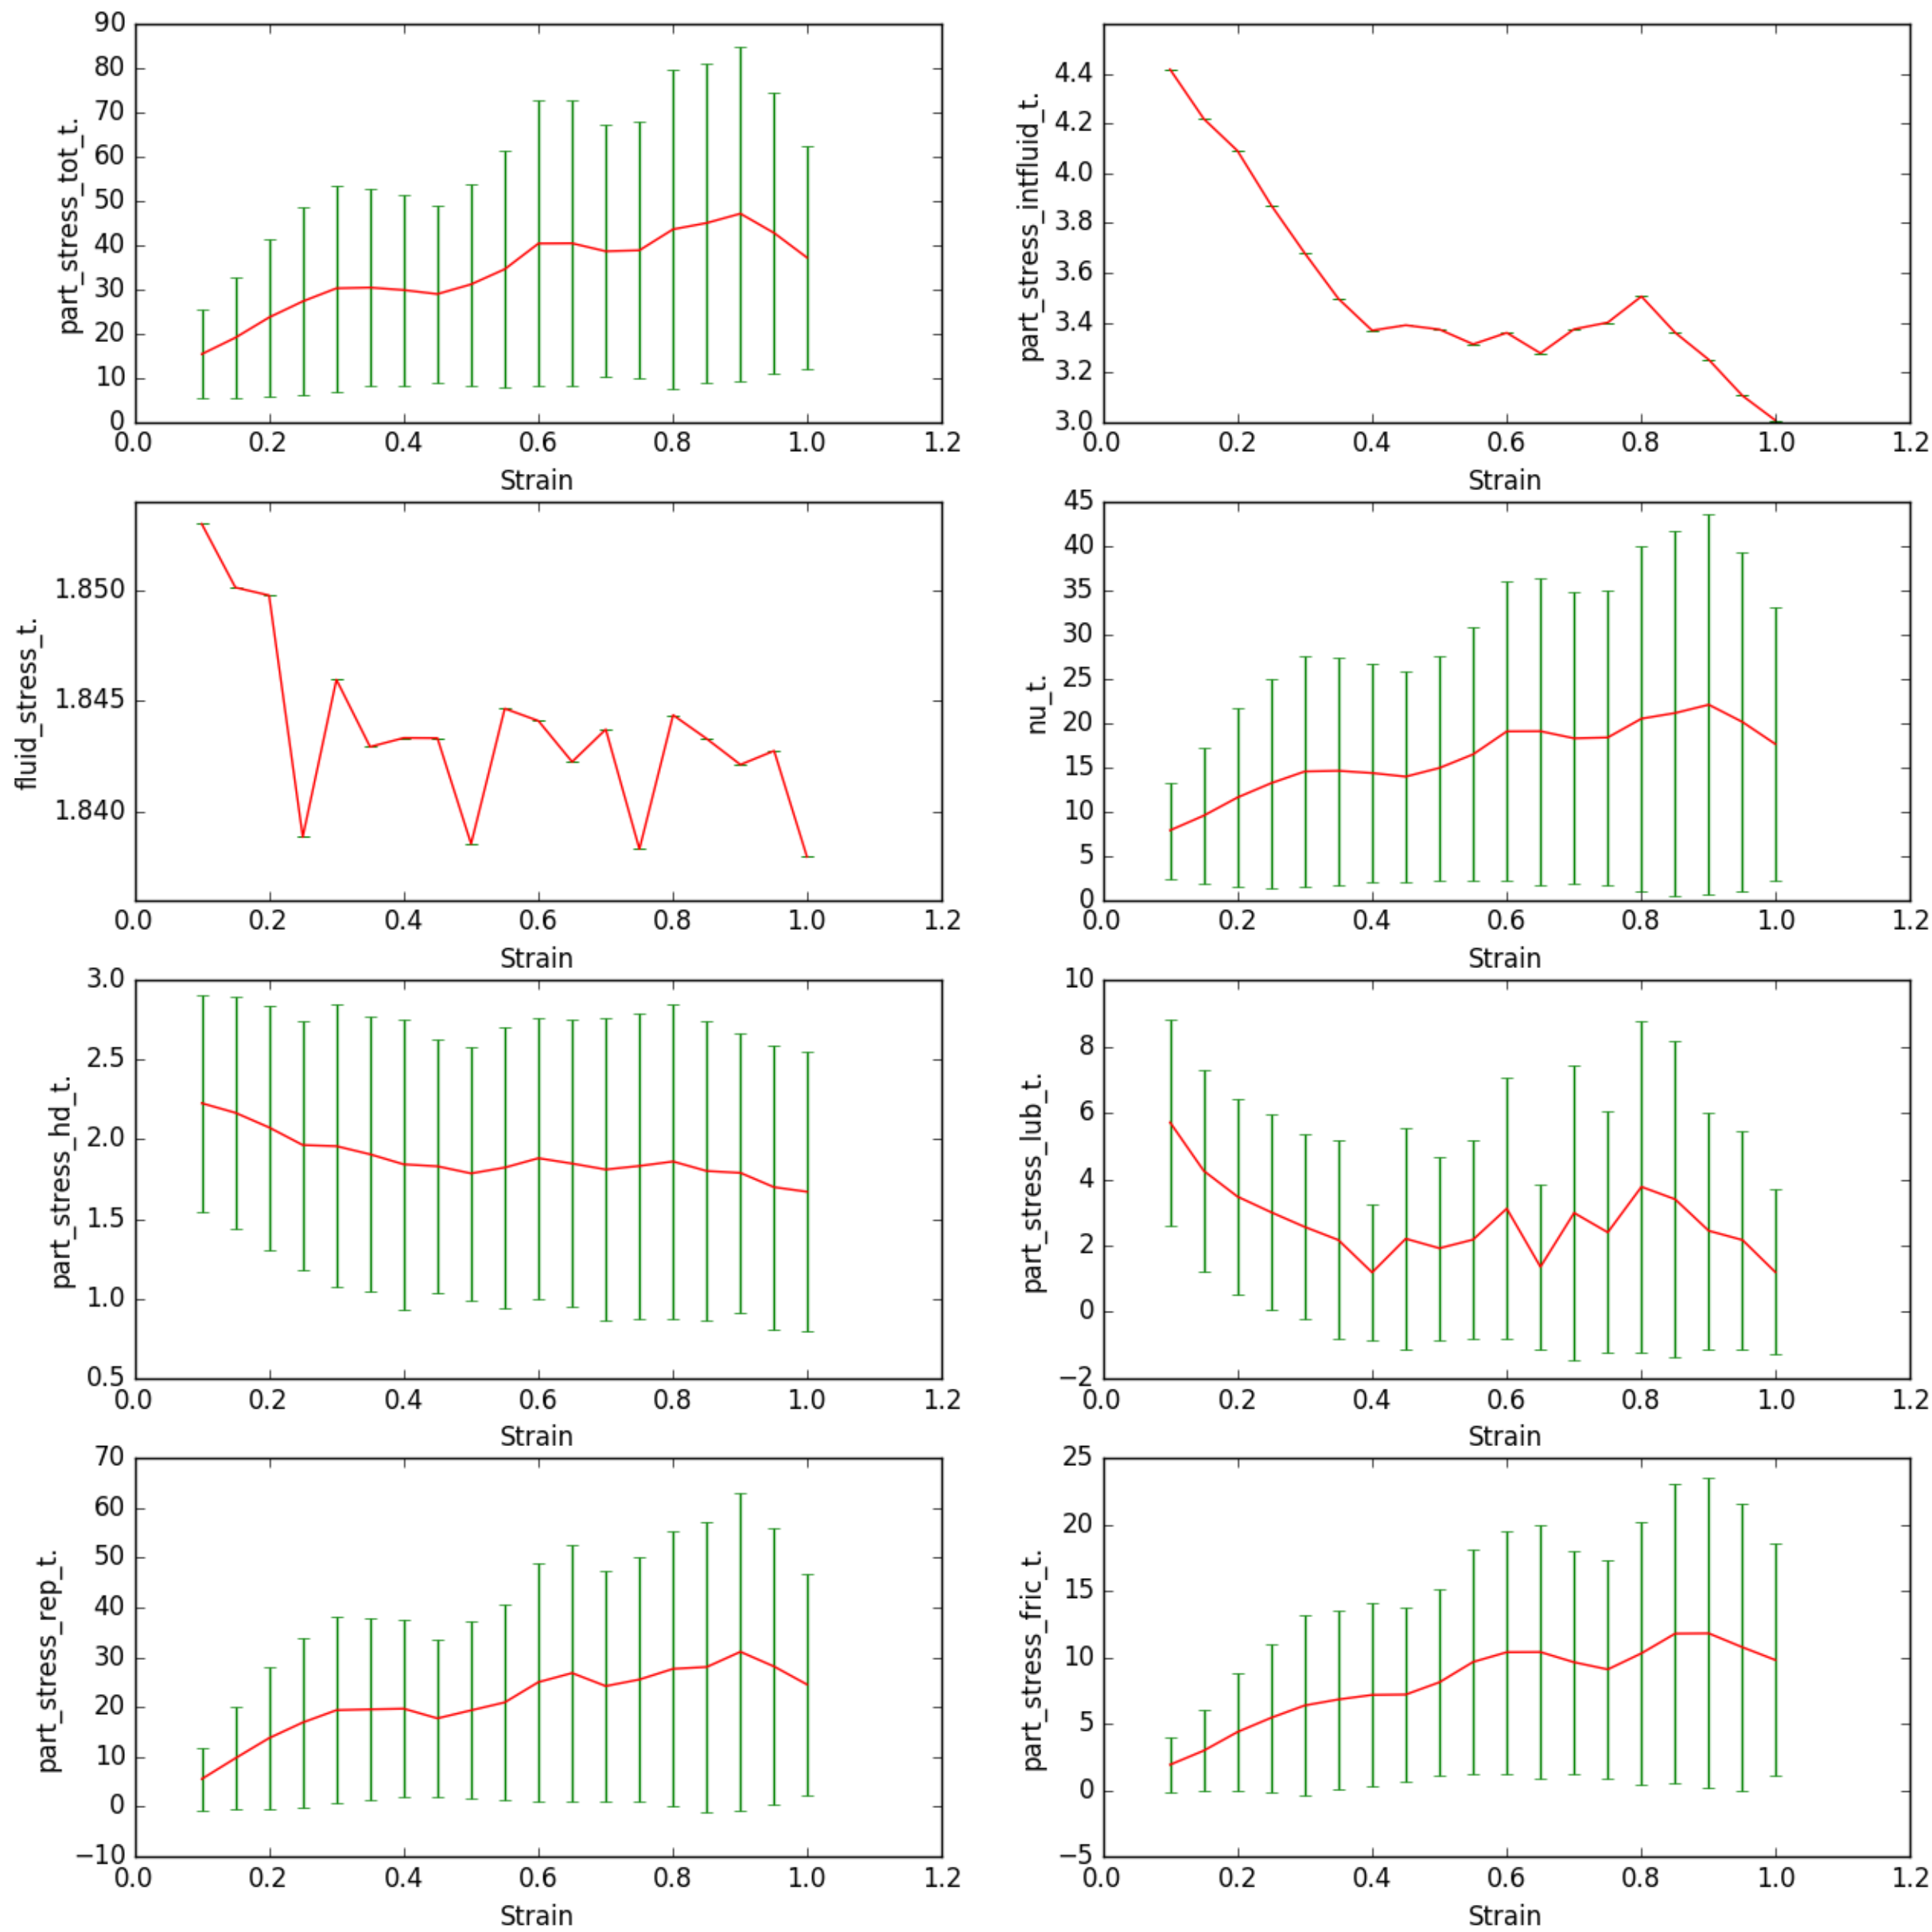 90
80
70
60
50
40
30
20
10
0
part_stress_tot_t.
0.0 0.2 0.4 0.6 0.8 1.0 1.2
Strain
4.4
4.2
4.0
3.8
3.6
3.4
3.2
3.0
part_stress_intfluid_t.
0.0 0.2 0.4 0.6 0.8 1.0 1.2
Strain
1.850
1.845
1.840
fluid_stress_t.
0.0 0.2 0.4 0.6 0.8 1.0 1.2
Strain
45
40
35
30
25
20
15
10
5
0
nu_t.
0.0 0.2 0.4 0.6 0.8 1.0 1.2
Strain
3.0
2.5
2.0
1.5
1.0
0.5
part_stress_hd_t.
0.0 0.2 0.4 0.6 0.8 1.0 1.2
Strain
10
8
6
4
2
0
−2
part_stress_lub_t.
0.0 0.2 0.4 0.6 0.8 1.0 1.2
Strain
70
60
50
40
30
20
10
0
−10
part_stress_rep_t.
0.0 0.2 0.4 0.6 0.8 1.0 1.2
Strain
25
20
15
10
5
0
−5
part_stress_fric_t.
0.0 0.2 0.4 0.6 0.8 1.0 1.2
Strain